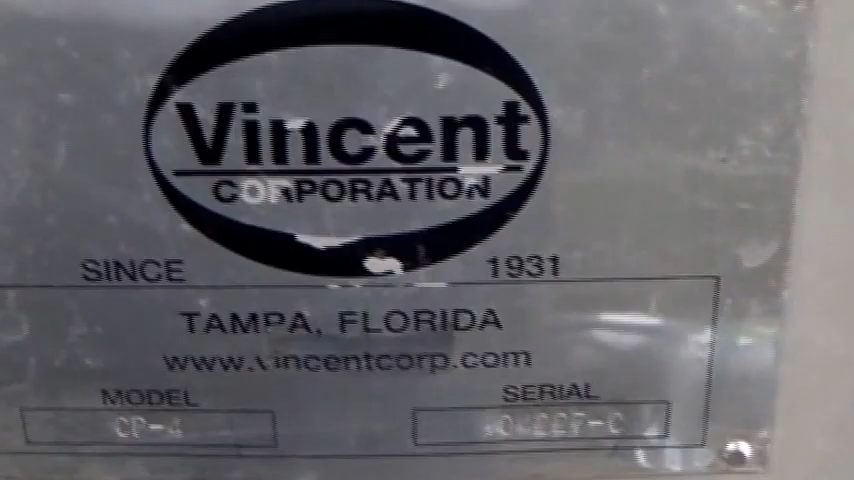 Vincent
CORPORATION
SINCE 1931
TAMPA, FLORIDA
www.vincentcorp.com
MODEL SERIAL
CP-4